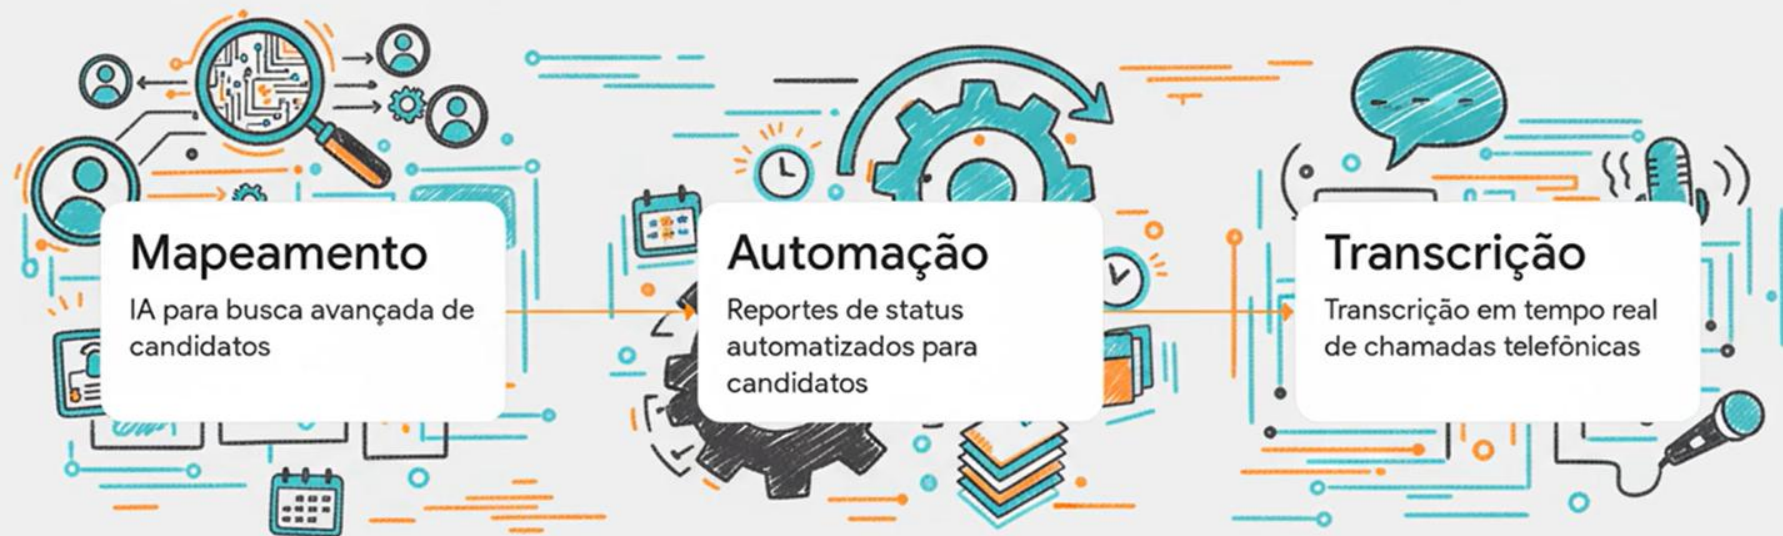 Mapeamento
IA para busca avançada de
candidatos
Automação
Reportes de status
automatizados para
candidatos
Transcrição
Transcrição em tempo real
de chamadas telefônicas